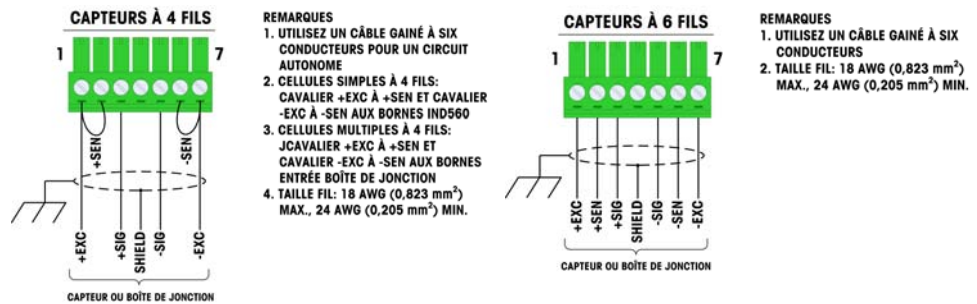 CAPTEURS À 4 FILS
1
7
+SEN
-SEN
+EXC
+SIG
SHIELD
-SIG
-EXC
CAPTEUR OU BOÎTE DE JONCTION
REMARQUES
1. UTILISEZ UN CÂBLE GAINÉ À SIX
CONDUCTEURS POUR UN CIRCUIT
AUTONOME
2. CELLULES SIMPLES À 4 FILS:
CAVALIER +EXC À +SEN ET CAVALIER
-EXC À -SEN AUX BORNES IND560
3. CELLULES MULTIPLES À 4 FILS:
JCAVALIER +EXC À +SEN ET
CAVALIER -EXC À -SEN AUX BORNES
ENTRÉE BOÎTE DE JONCTION
4. TAILLE FIL: 18 AWG (0,823 mm²)
MAX., 24 AWG (0,205 mm²) MIN.
CAPTEURS À 6 FILS
1
7
+EXC
+SEN
+SIG
SHIELD
-SIG
-SEN
-EXC
CAPTEUR OU BOÎTE DE JONCTION
REMARQUES
1. UTILISEZ UN CÂBLE GAINÉ À SIX
CONDUCTEURS
2. TAILLE FIL: 18 AWG (0,823 mm²)
MAX., 24 AWG (0,205 mm²) MIN.